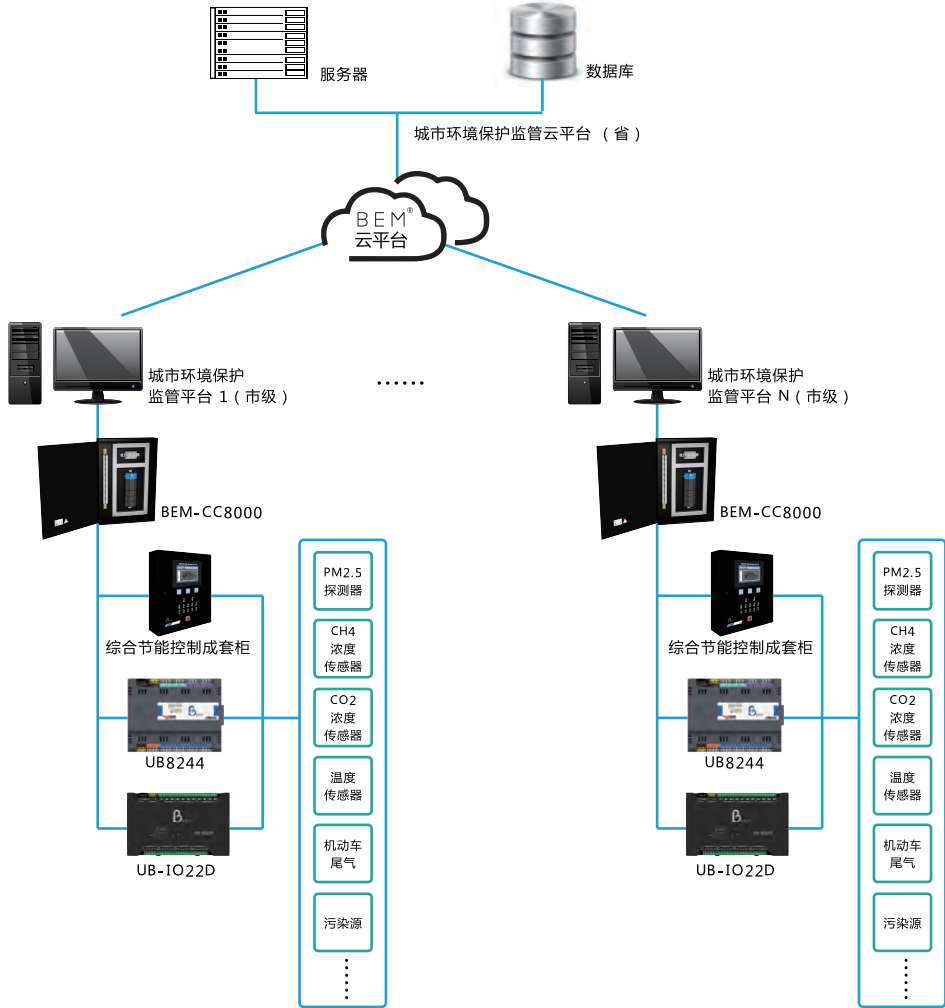 服务器
数据库
城市环境保护监管云平台 （省）
BEM®
云平台
城市环境保护
监管平台 1（市级）
......
城市环境保护
监管平台 N（市级）
BEM-CC8000
BEM-CC8000
综合节能控制成套柜
UB8244
UB-IO22D
PM2.5
探测器
CH4
浓度
传感器
CO2
浓度
传感器
温度
传感器
机动车
尾气
污染源
综合节能控制成套柜
UB8244
UB-IO22D
PM2.5
探测器
CH4
浓度
传感器
CO2
浓度
传感器
温度
传感器
机动车
尾气
污染源